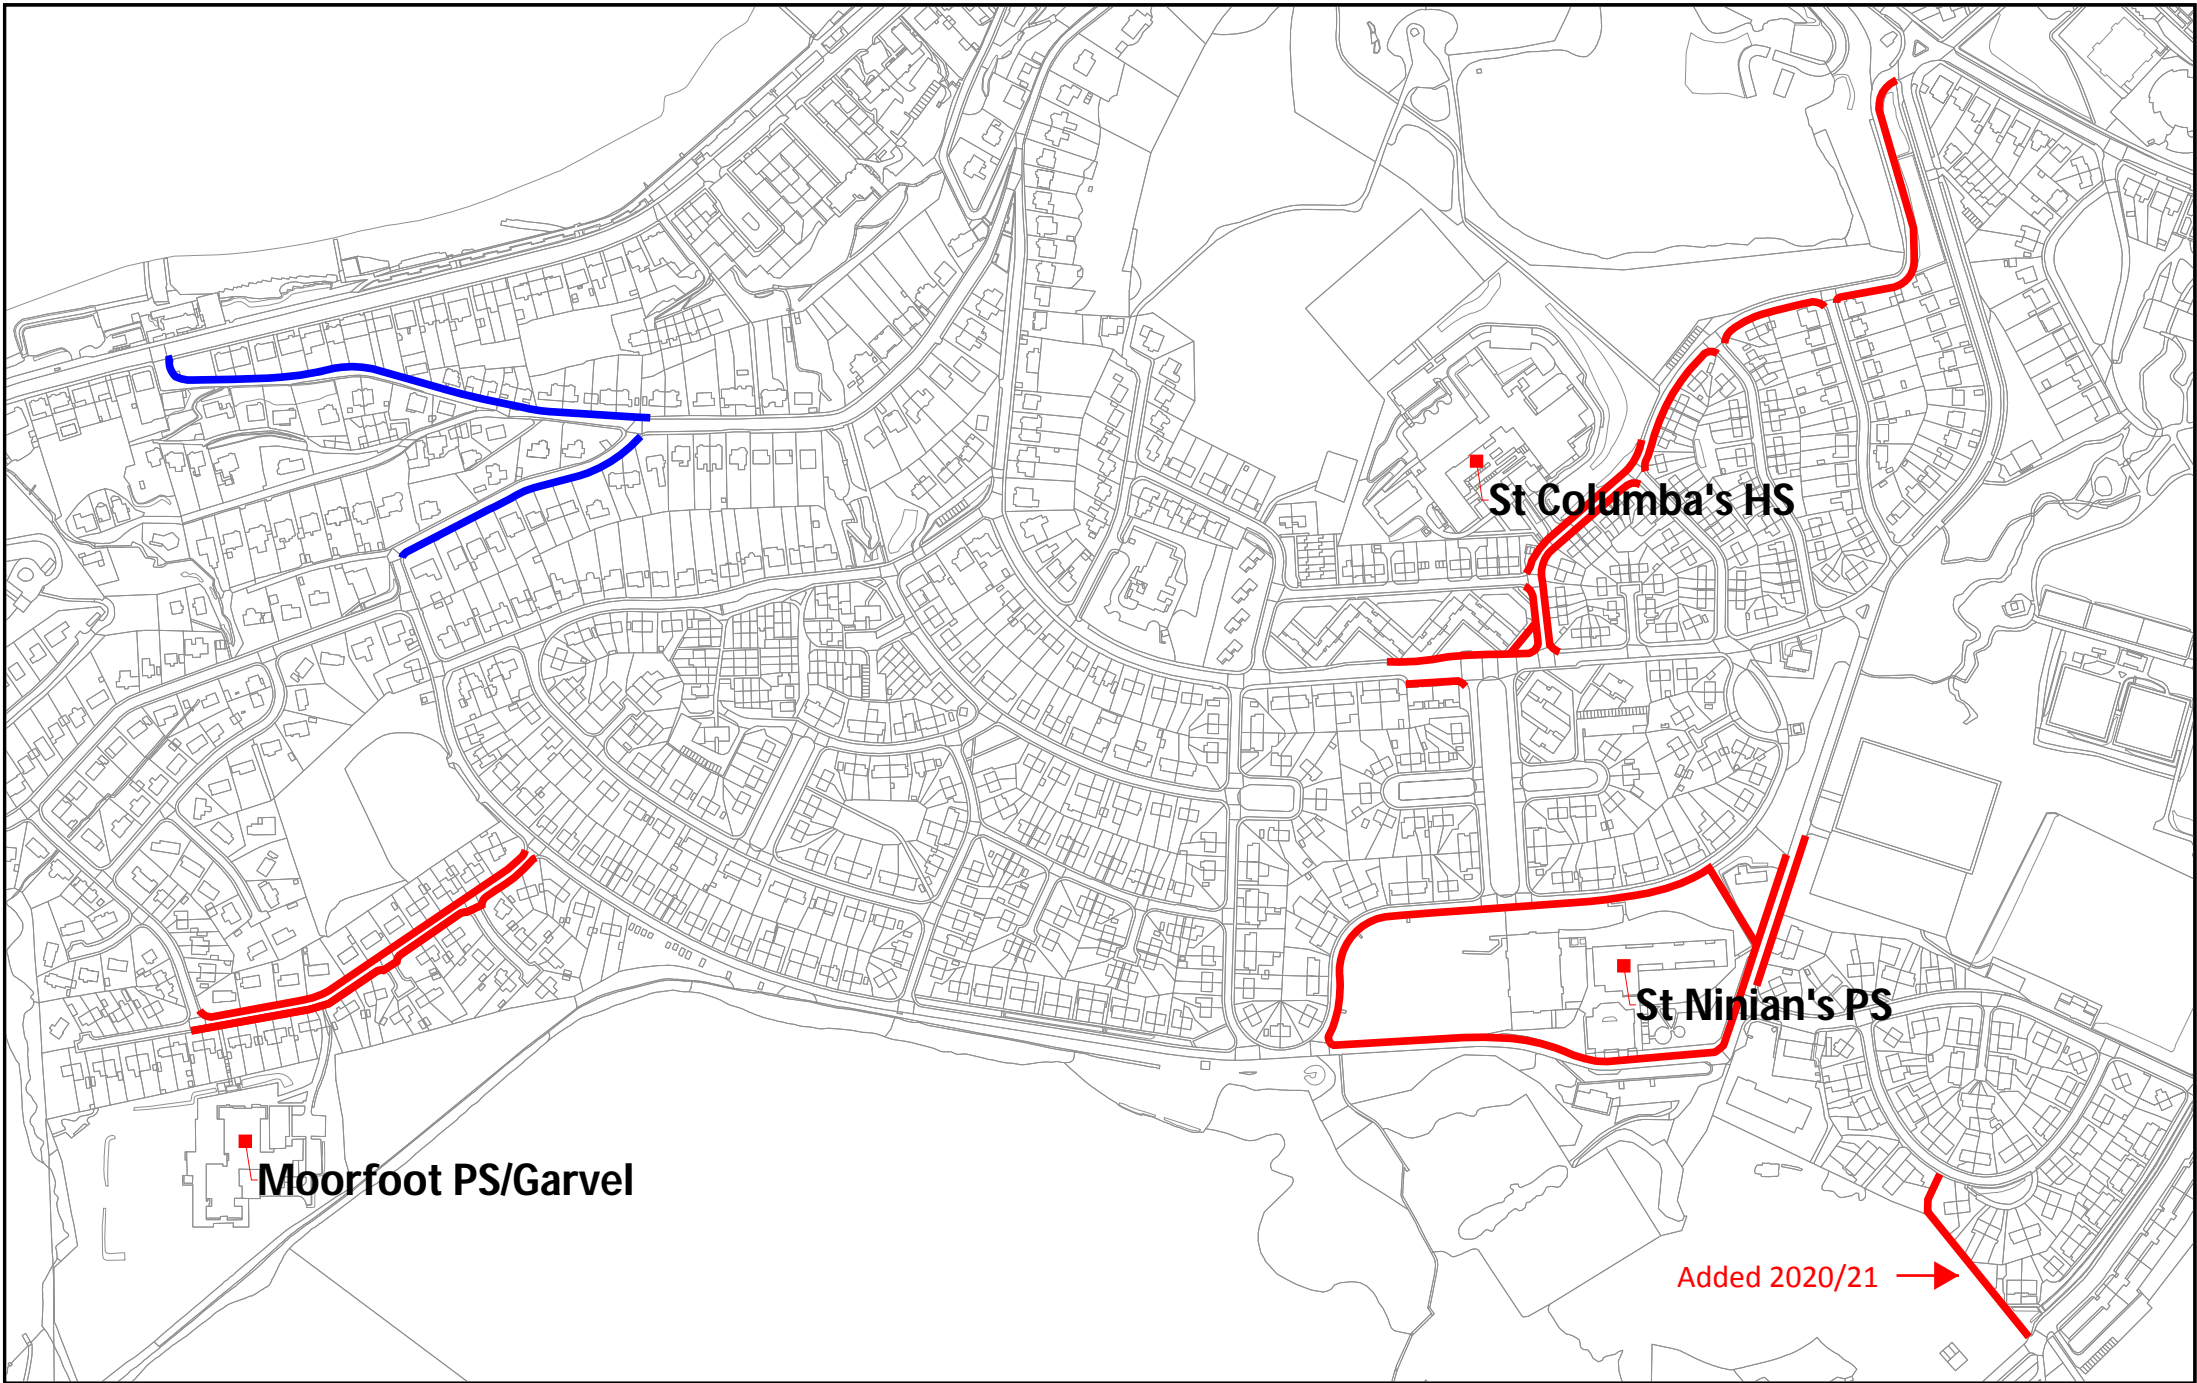 St Columba's HS
St Ninian's PS
Moorfoot PS/Garvel
Added 2020/21